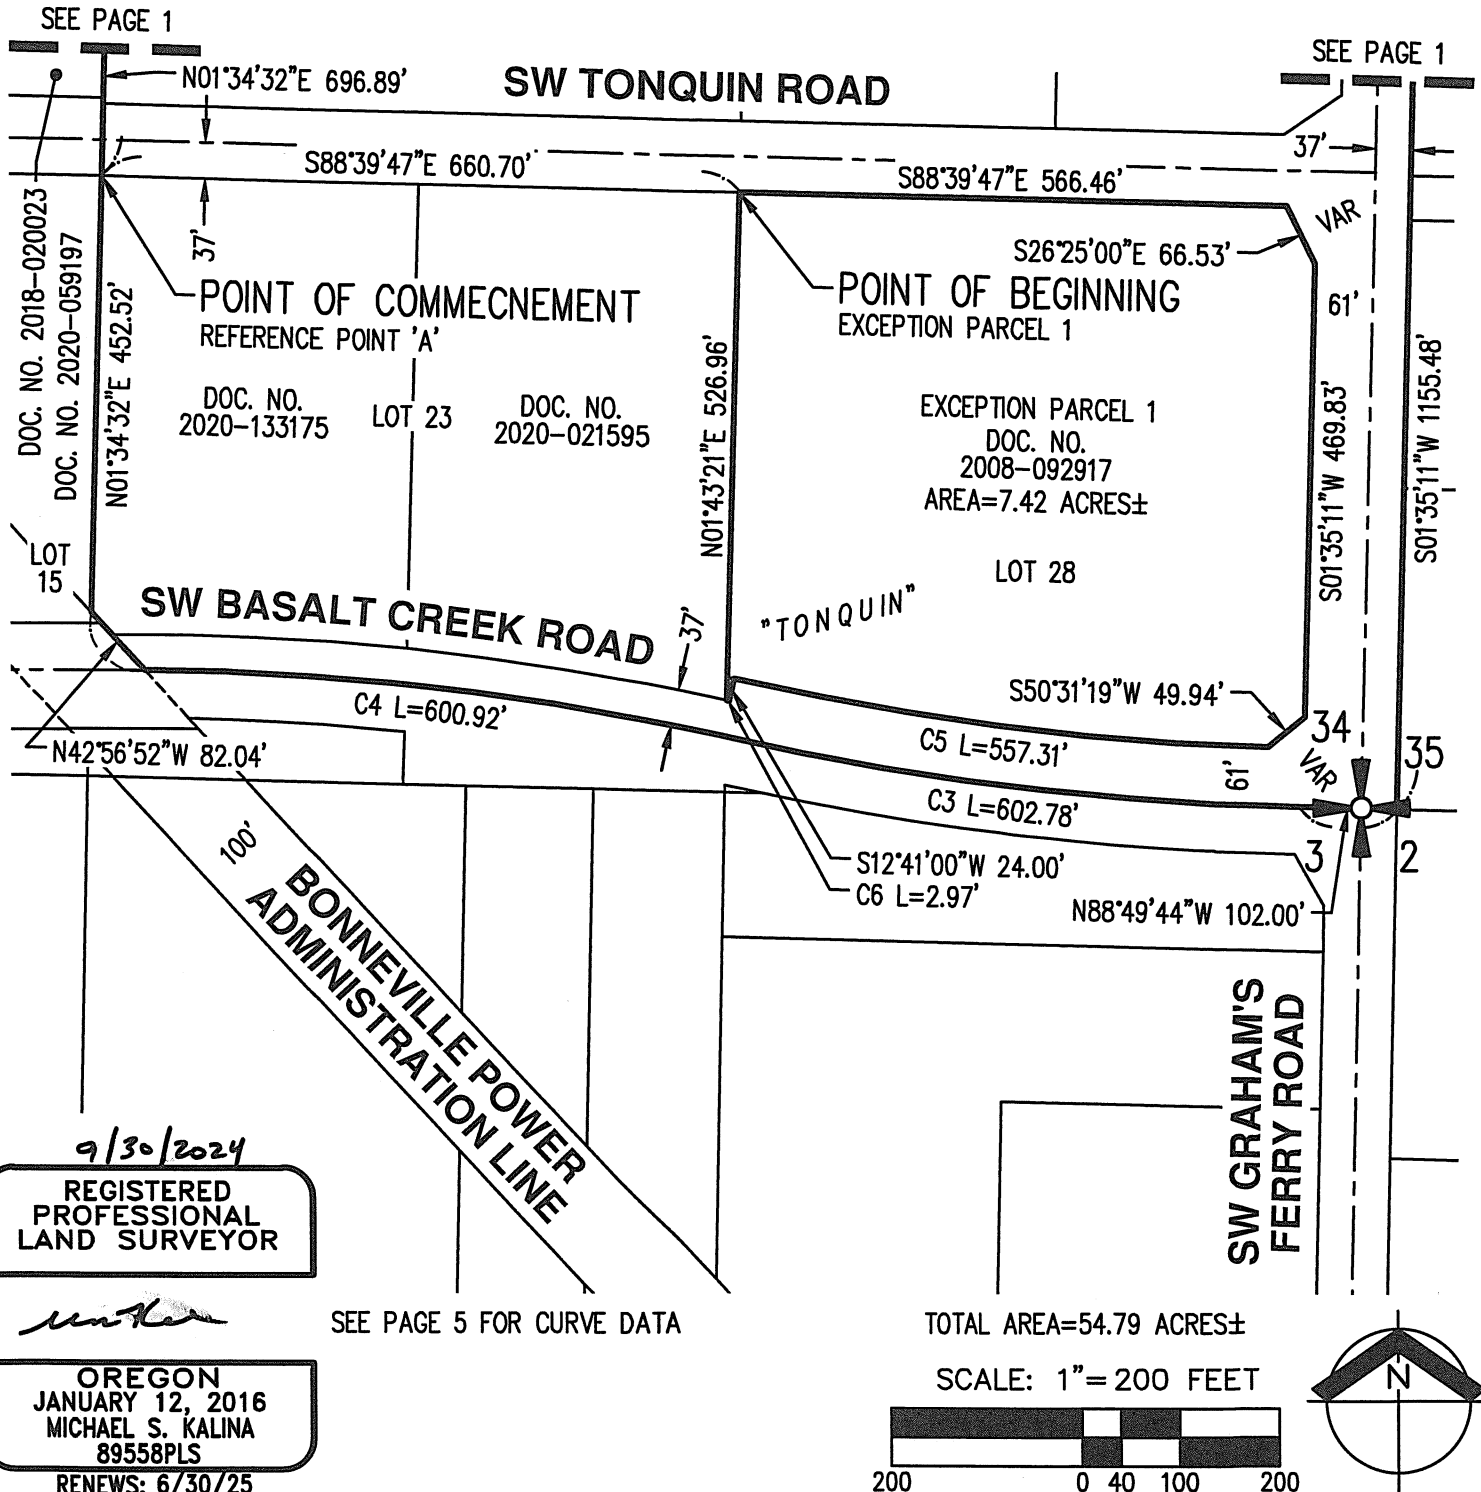 SEE PAGE 1
SEE PAGE 1
N01°34'32"E 696.89'
SW TONQUIN ROAD
37'
S88°39'47"E 660.70'
S88°39'47"E 566.46'
VAR
DOC. NO. 2018-020023
DOC. NO. 2020-059197
37'
S26°25'00"E 66.53'
POINT OF COMMECNEMENT
REFERENCE POINT 'A'
POINT OF BEGINNING
EXCEPTION PARCEL 1
61'
N01°34'32"E 452.52'
DOC. NO.
2020-133175
LOT 23
DOC. NO.
2020-021595
N01°43'21"E 526.96'
EXCEPTION PARCEL 1
DOC. NO.
2008-092917
AREA=7.42 ACRES±
S01°35'11"W 469.83'
S01°35'11"W 1155.48'
LOT
15
LOT 28
SW BASALT CREEK ROAD
37'
"TONQUIN"
C4 L=600.92'
S50°31'19"W 49.94'
34
N42°56'52"W 82.04'
C5 L=557.31'
61'
VAR
35
C3 L=602.78'
100'
S12°41'00"W 24.00'
C6 L=2.97'
3
2
N88°49'44"W 102.00'
BONNEVILLE POWER
ADMINISTRATION LINE
SW GRAHAM'S
FERRY ROAD
9/30/2024
REGISTERED
PROFESSIONAL
LAND SURVEYOR
OREGON
JANUARY 12, 2016
MICHAEL S. KALINA
89558PLS
RENEWS: 6/30/25
SEE PAGE 5 FOR CURVE DATA
TOTAL AREA=54.79 ACRES±
SCALE: 1"=200 FEET
200 0 40 100 200
N